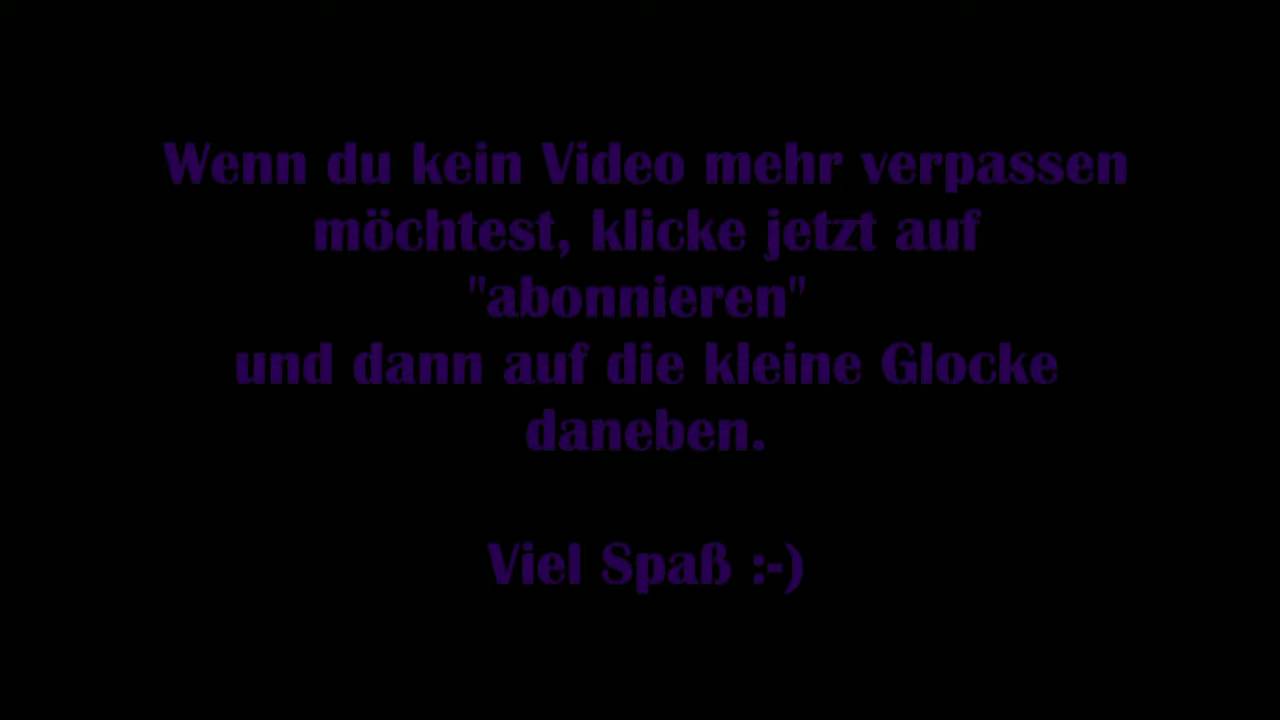 Wenn du kein Video mehr verpassen
möchtest, klicke jetzt auf
"abonnieren"
und dann auf die kleine Glocke
daneben.
Viel Spaß :-)